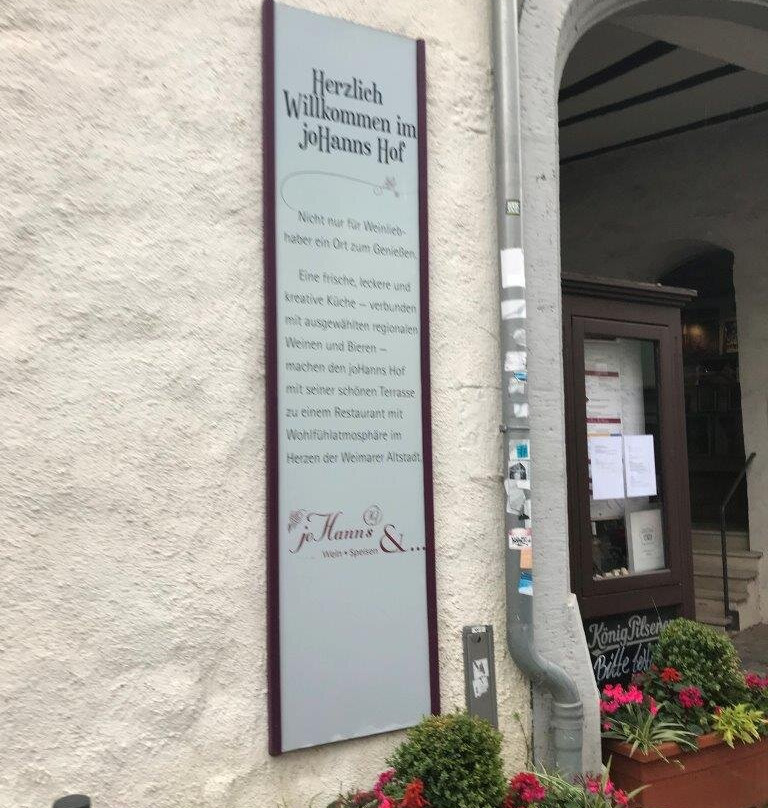 Herzlich
Willkommen im
joHanns Hof
Nicht nur für Weinlieb-
haber ein Ort zum Genießen.
Eine frische, leckere und
kreative Küche – verbunden
mit ausgewählten regionalen
Weinen und Bieren –
machen den joHanns Hof
mit seiner schönen Terrasse
zu einem Restaurant mit
Wohlfühlatmosphäre im
Herzen der Weimarer Altstadt.
joHanns Hof
Wein • Speisen & ...
König Pilsener
Bitte